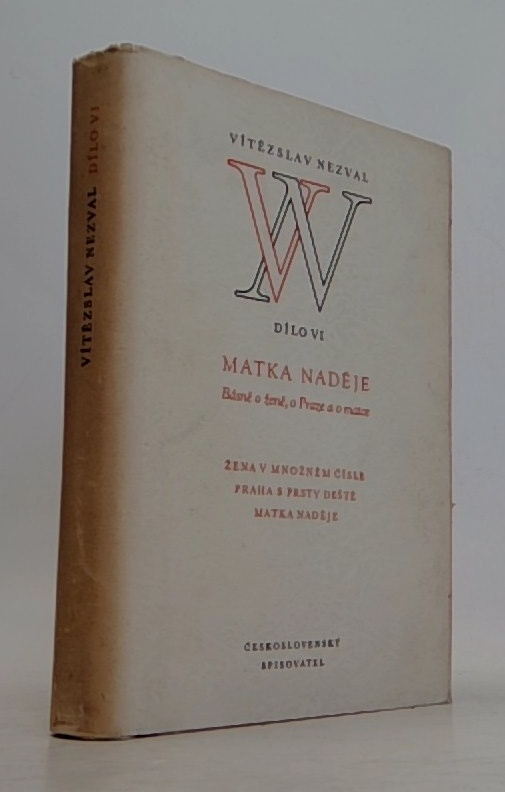 VÍTĚZSLAV NEZVAL DÍLO VI
VÍTĚZSLAV NEZVAL
VN
DÍLO VI
MATKA NADĚJE
Básně o ženě, o Praze a o matce
ŽENA V MNOŽNÉM ČÍSLE
PRAHA S PRSTY DEŠTĚ
MATKA NADĚJE
ČESKOSLOVENSKÝ
SPISOVATEL